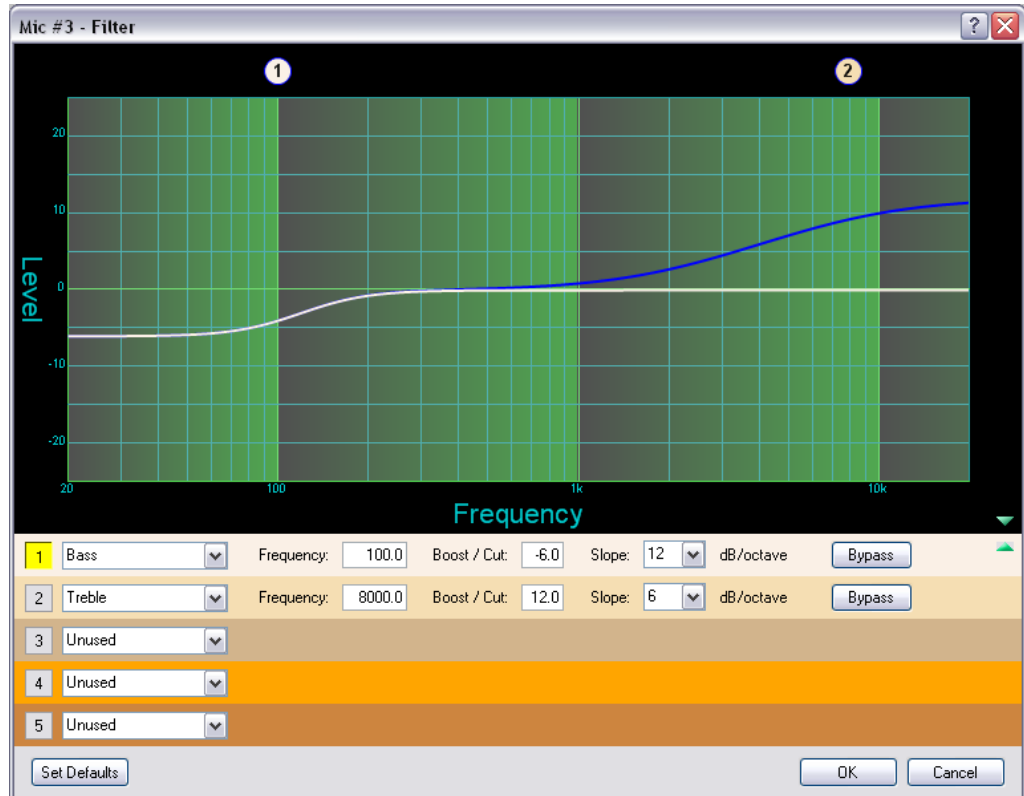 Mic #3 - Filter
?
1 2
20
10
0
-10
-20
Level
20 100 1k 10k
Frequency
1 Bass Frequency: 100.0 Boost / Cut: -6.0 Slope: 12 dB/octave Bypass
2 Treble Frequency: 8000.0 Boost / Cut: 12.0 Slope: 6 dB/octave Bypass
3 Unused
4 Unused
5 Unused
Set Defaults OK Cancel